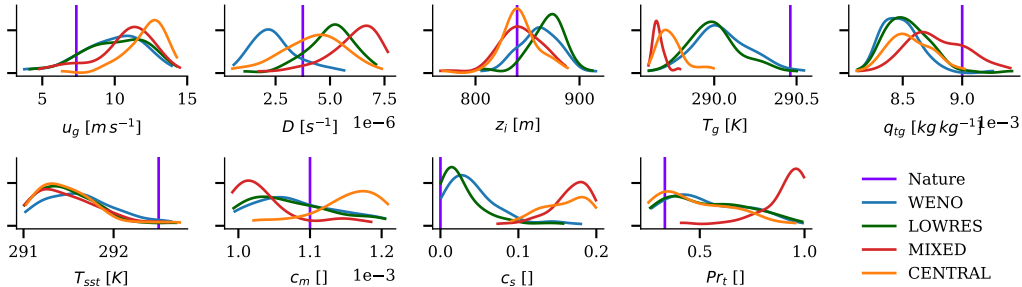 5 10 15
u_g [m s⁻¹]
2.5 5.0 7.5
1e−6
D [s⁻¹]
800 900
z_i [m]
290.0 290.5
T_g [K]
8.5 9.0
1e−3
q_tg [kg kg⁻¹]
291 292
T_sst [K]
1.0 1.1 1.2
1e−3
c_m []
0.0 0.1 0.2
c_s []
0.5 1.0
Pr_t []
Nature
WENO
LOWRES
MIXED
CENTRAL